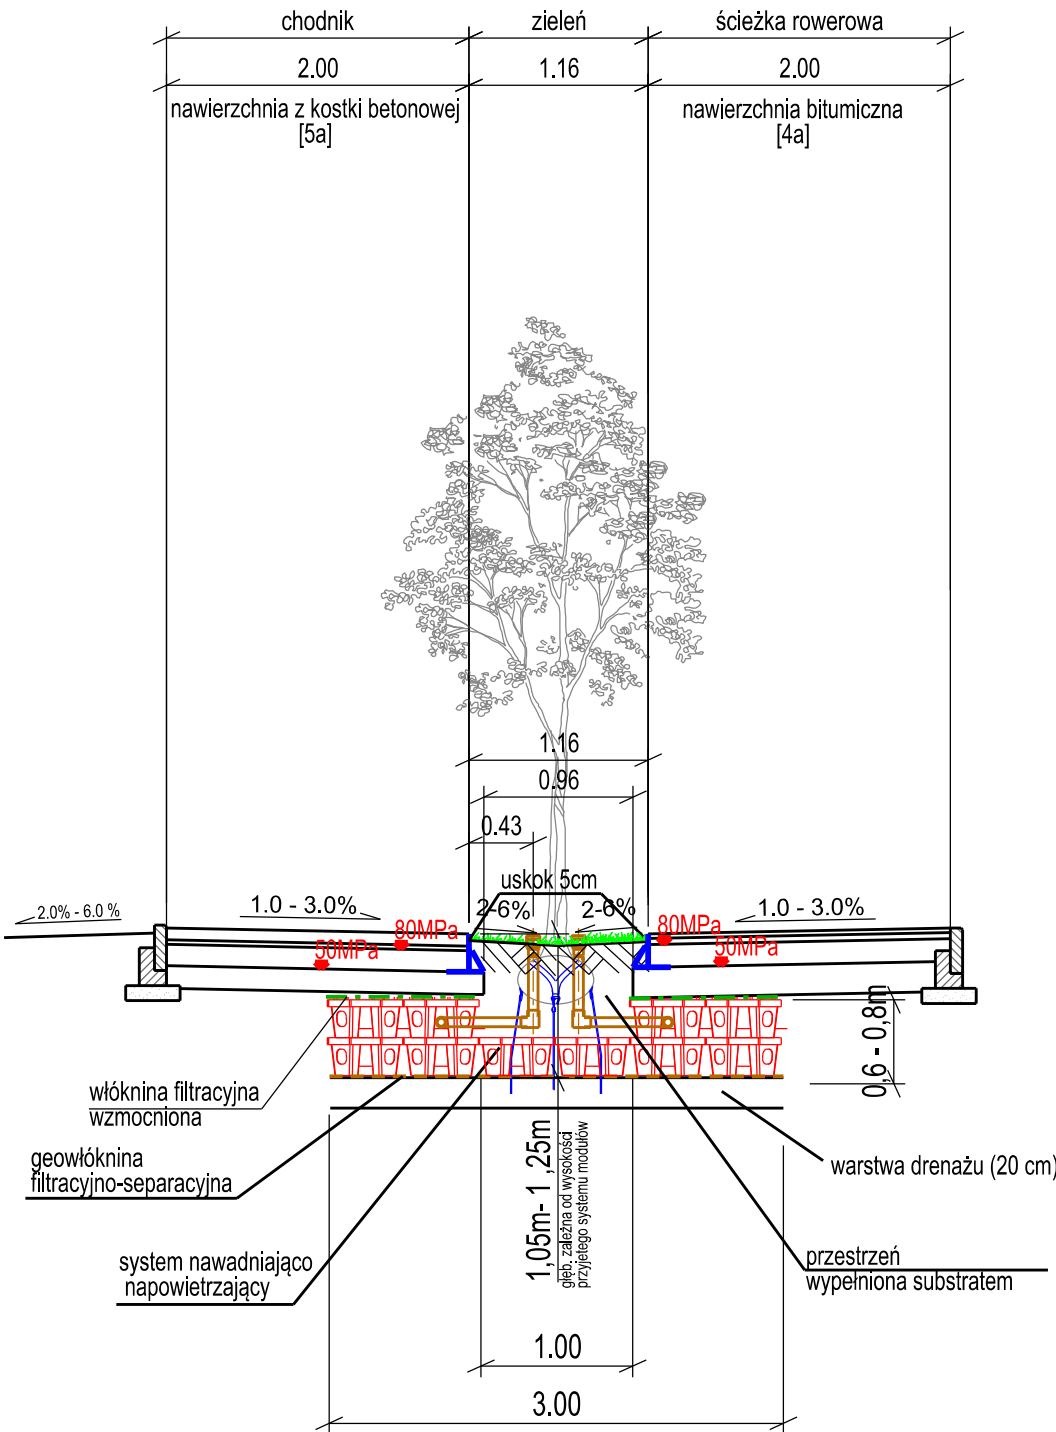 chodnik
zieleń
ścieżka rowerowa
2.00
1.16
2.00
nawierzchnia z kostki betonowej
[5a]
nawierzchnia bitumiczna
[4a]
1.16
0.96
0.43
uskok 5cm
2-6%
2-6%
2.0% - 6.0 %
1.0 - 3.0%
1.0 - 3.0%
80MPa
80MPa
50MPa
50MPa
0,6 - 0,8m
włóknina filtracyjna
wzmocniona
geowłóknina
filtracyjno-separacyjna
system nawadniająco
napowietrzający
1,05m- 1 ,25m
głęb. zależna od wysokości
przyjetego systemu modułów
warstwa drenażu (20 cm)
przestrzeń
wypełniona substratem
1.00
3.00